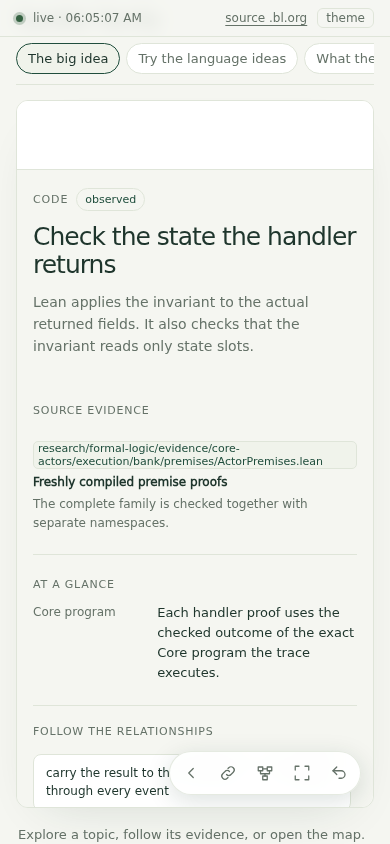 live · 06:05:07 AM
source .bl.org
theme
The big idea
Try the language ideas
What the
CODE
observed
Check the state the handler
returns
Lean applies the invariant to the actual
returned fields. It also checks that the
invariant reads only state slots.
SOURCE EVIDENCE
research/formal-logic/evidence/core-
actors/execution/bank/premises/ActorPremises.lean
Freshly compiled premise proofs
The complete family is checked together with
separate namespaces.
AT A GLANCE
Core program
Each handler proof uses the
checked outcome of the exact
Core program the trace
executes.
FOLLOW THE RELATIONSHIPS
carry the result to th
through every event
Explore a topic, follow its evidence, or open the map.